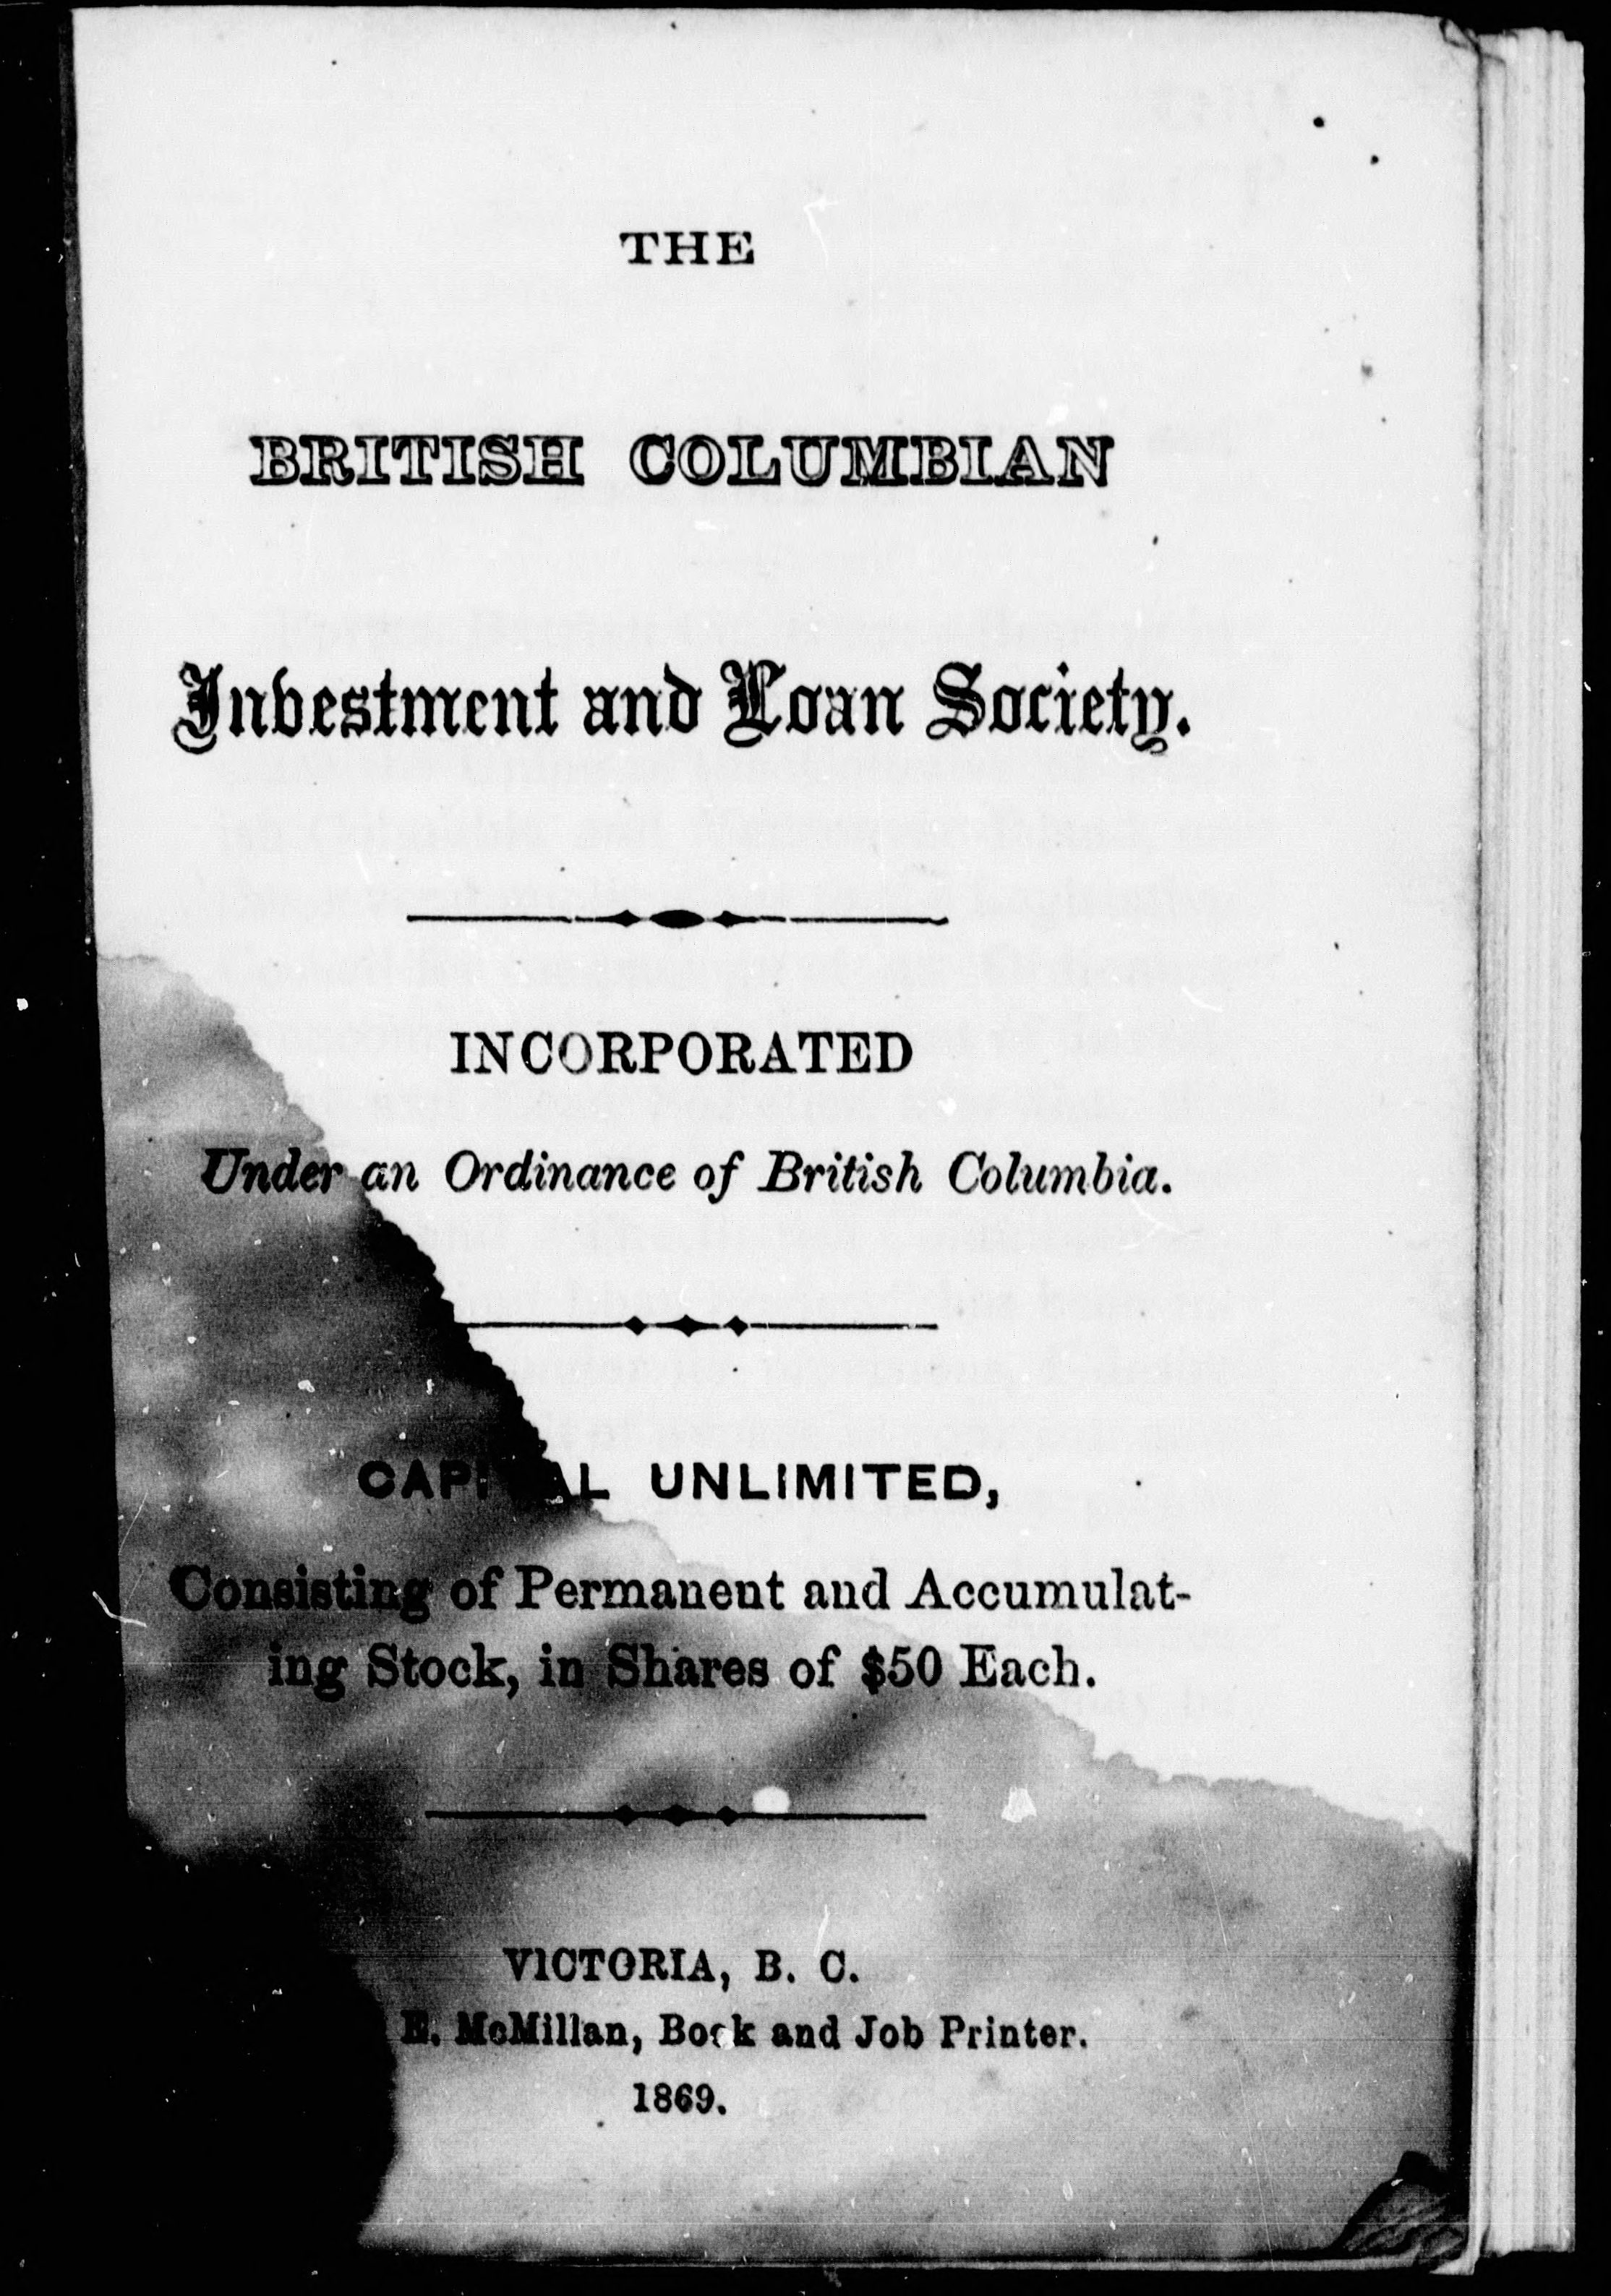 THE
BRITISH COLUMBIAN
Investment and Loan Society.
INCORPORATED
Under an Ordinance of British Columbia.
CAPITAL UNLIMITED,
Consisting of Permanent and Accumulat-
ing Stock, in Shares of $50 Each.
VICTORIA, B. C.
E. McMillan, Book and Job Printer.
1869.